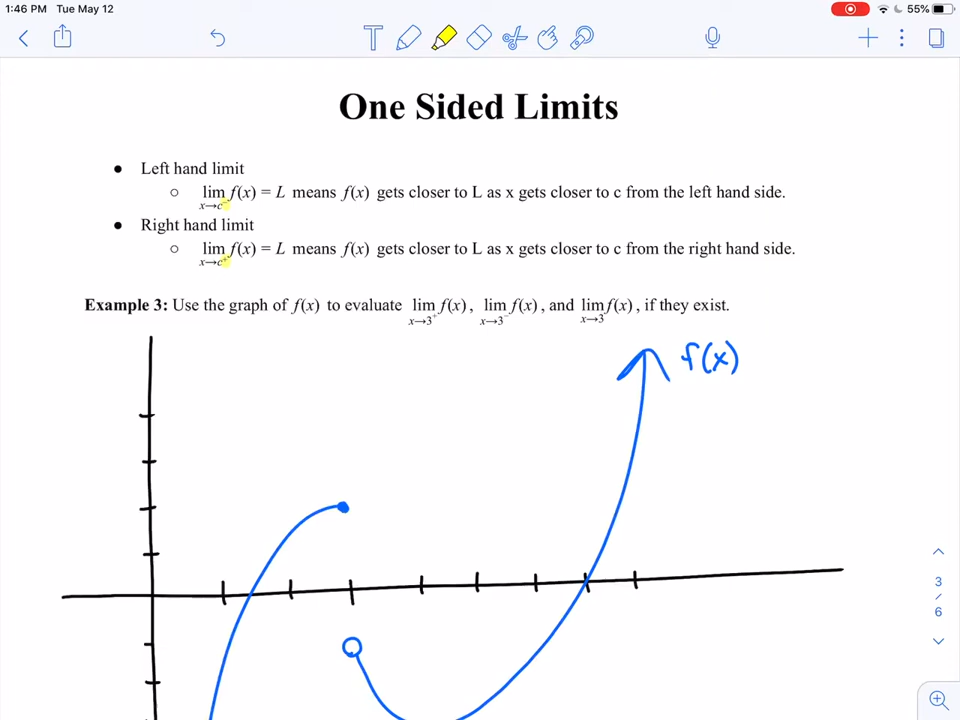 1:46 PM Tue May 12 55%
One Sided Limits
● Left hand limit
○ lim x→c⁻ f(x) = L means f(x) gets closer to L as x gets closer to c from the left hand side.
● Right hand limit
○ lim x→c⁺ f(x) = L means f(x) gets closer to L as x gets closer to c from the right hand side.
Example 3: Use the graph of f(x) to evaluate lim x→3⁺ f(x), lim x→3⁻ f(x), and lim x→3 f(x), if they exist.
f(x)
3
/
6